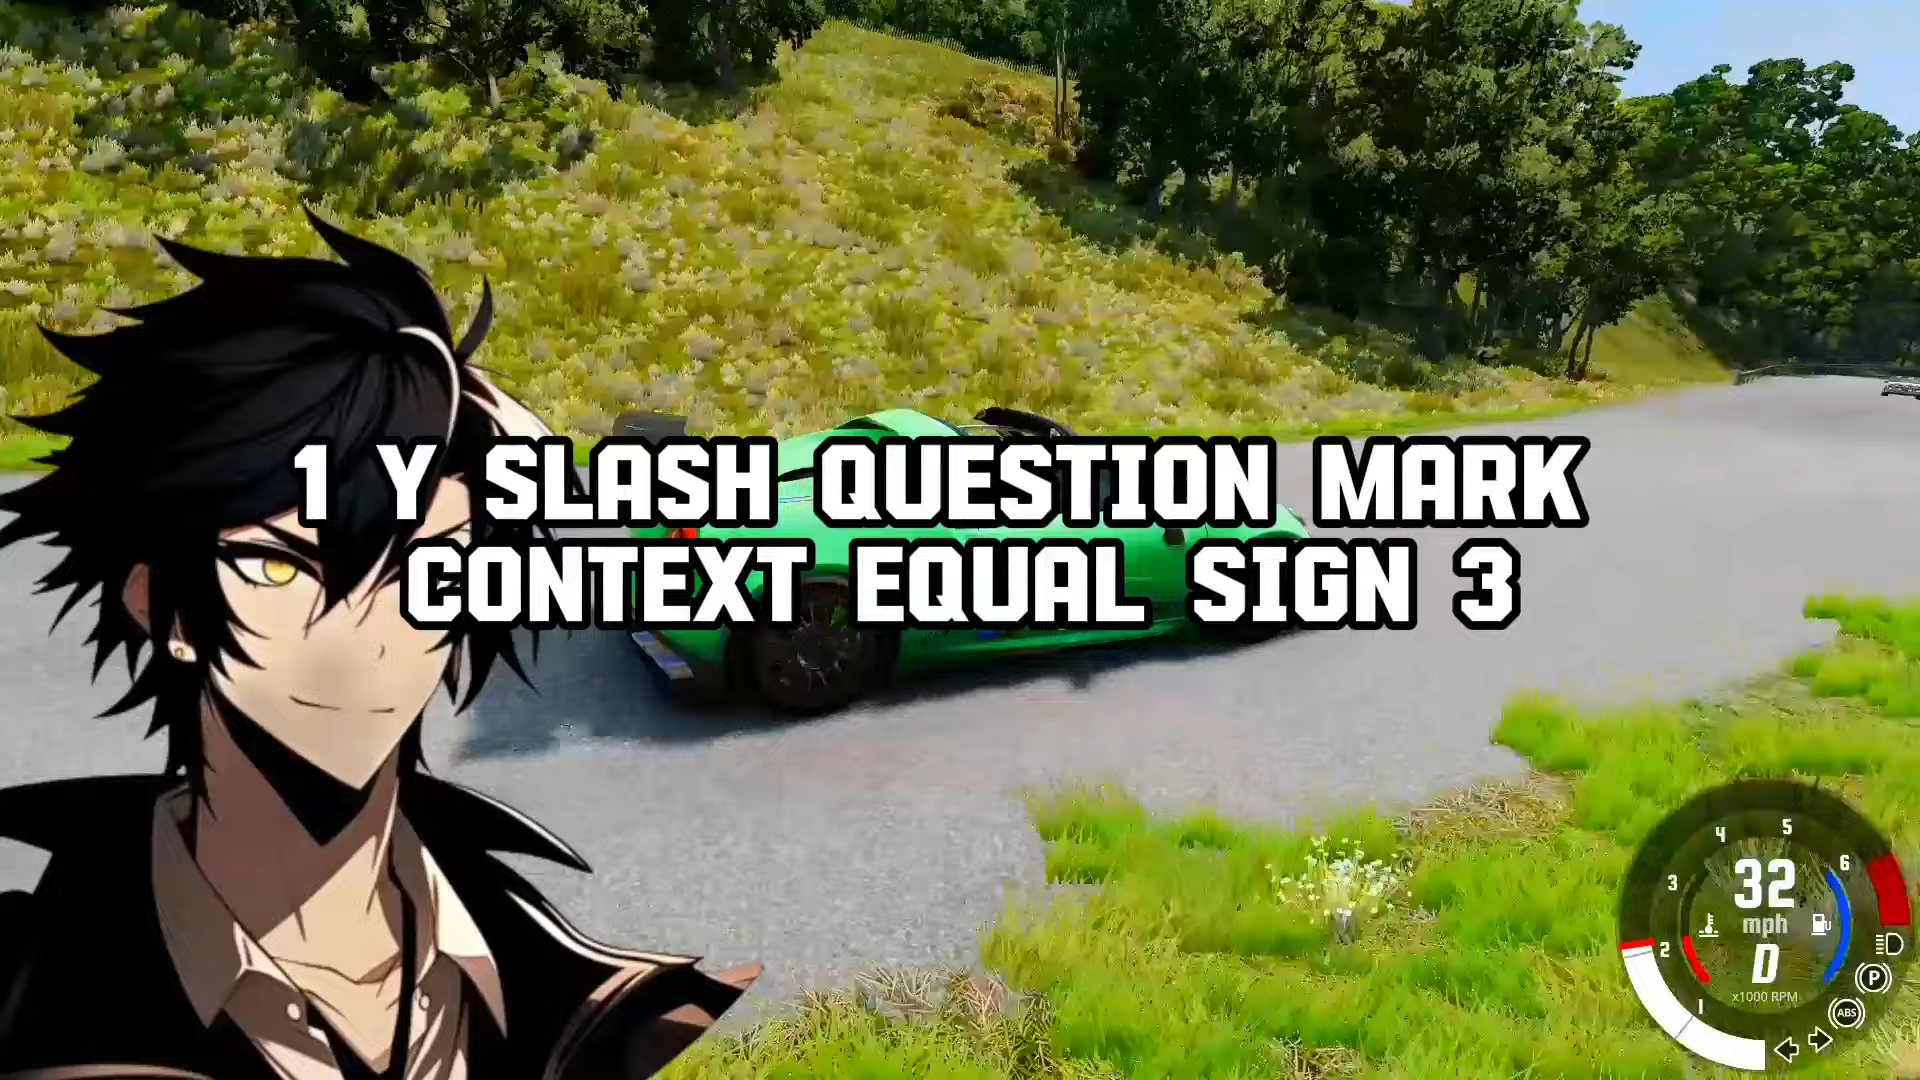 1 Y SLASH QUESTION MARK
CONTEXT EQUAL SIGN 3
5
4
6
3
32
mph
2
D
P
x1000 RPM
1
ABS